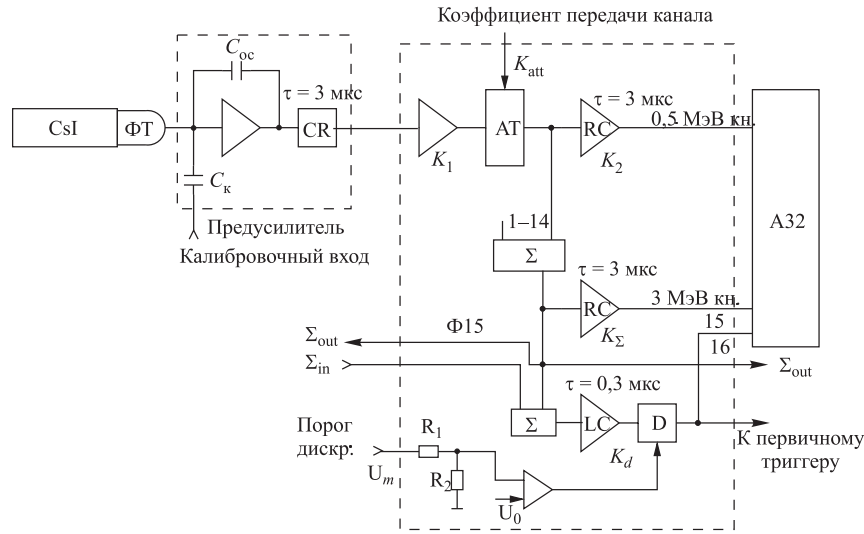 Коэффициент передачи канала
C_ос
K_att
τ = 3 мкс
τ = 3 мкс
0,5 МэВ кн.
CsI
ФТ
CR
K_1
AT
RC
K_2
C_к
A32
Предусилитель
Калибровочный вход
1–14
Σ
τ = 3 мкс
RC
3 МэВ кн.
K_Σ
15
16
Ф15
Σ_out
Σ_in
Σ_out
τ = 0,3 мкс
Порог
дискр.
R_1
Σ
LC
D
К первичному
триггеру
K_d
U_m
R_2
U_0